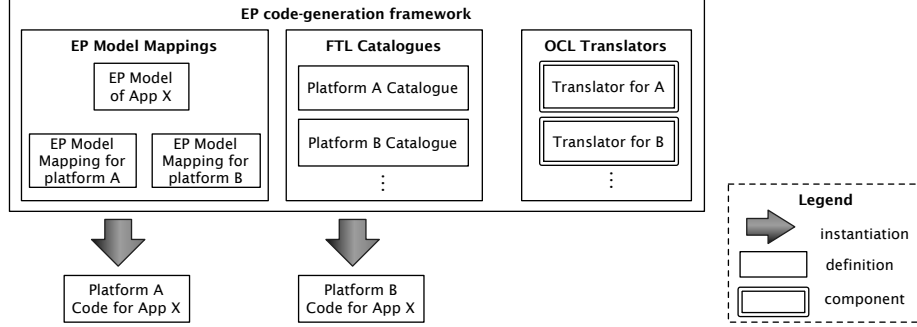 EP code-generation framework
EP Model Mappings
EP Model
of App X
EP Model
Mapping for
platform A
EP Model
Mapping for
platform B
FTL Catalogues
Platform A Catalogue
Platform B Catalogue
⋮
OCL Translators
Translator for A
Translator for B
⋮
Platform A
Code for App X
Platform B
Code for App X
Legend
instantiation
definition
component